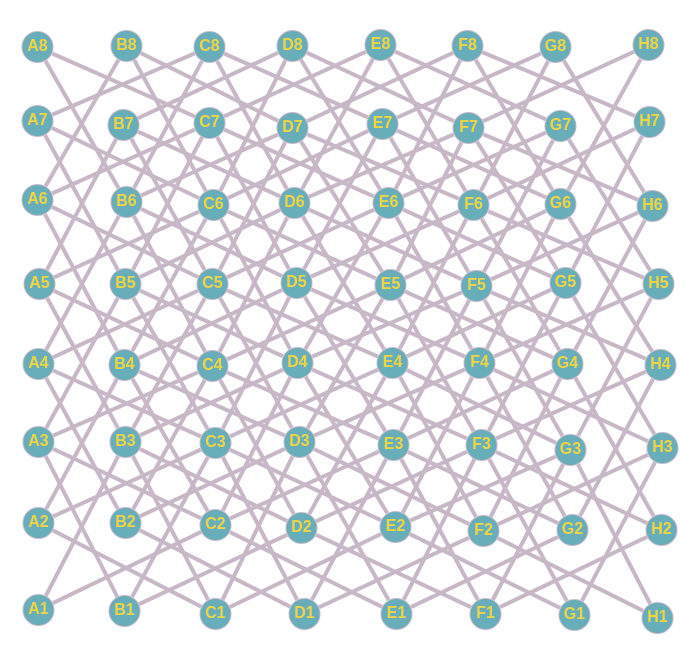 A8 B8 C8 D8 E8 F8 G8 H8
A7 B7 C7 D7 E7 F7 G7 H7
A6 B6 C6 D6 E6 F6 G6 H6
A5 B5 C5 D5 E5 F5 G5 H5
A4 B4 C4 D4 E4 F4 G4 H4
A3 B3 C3 D3 E3 F3 G3 H3
A2 B2 C2 D2 E2 F2 G2 H2
A1 B1 C1 D1 E1 F1 G1 H1